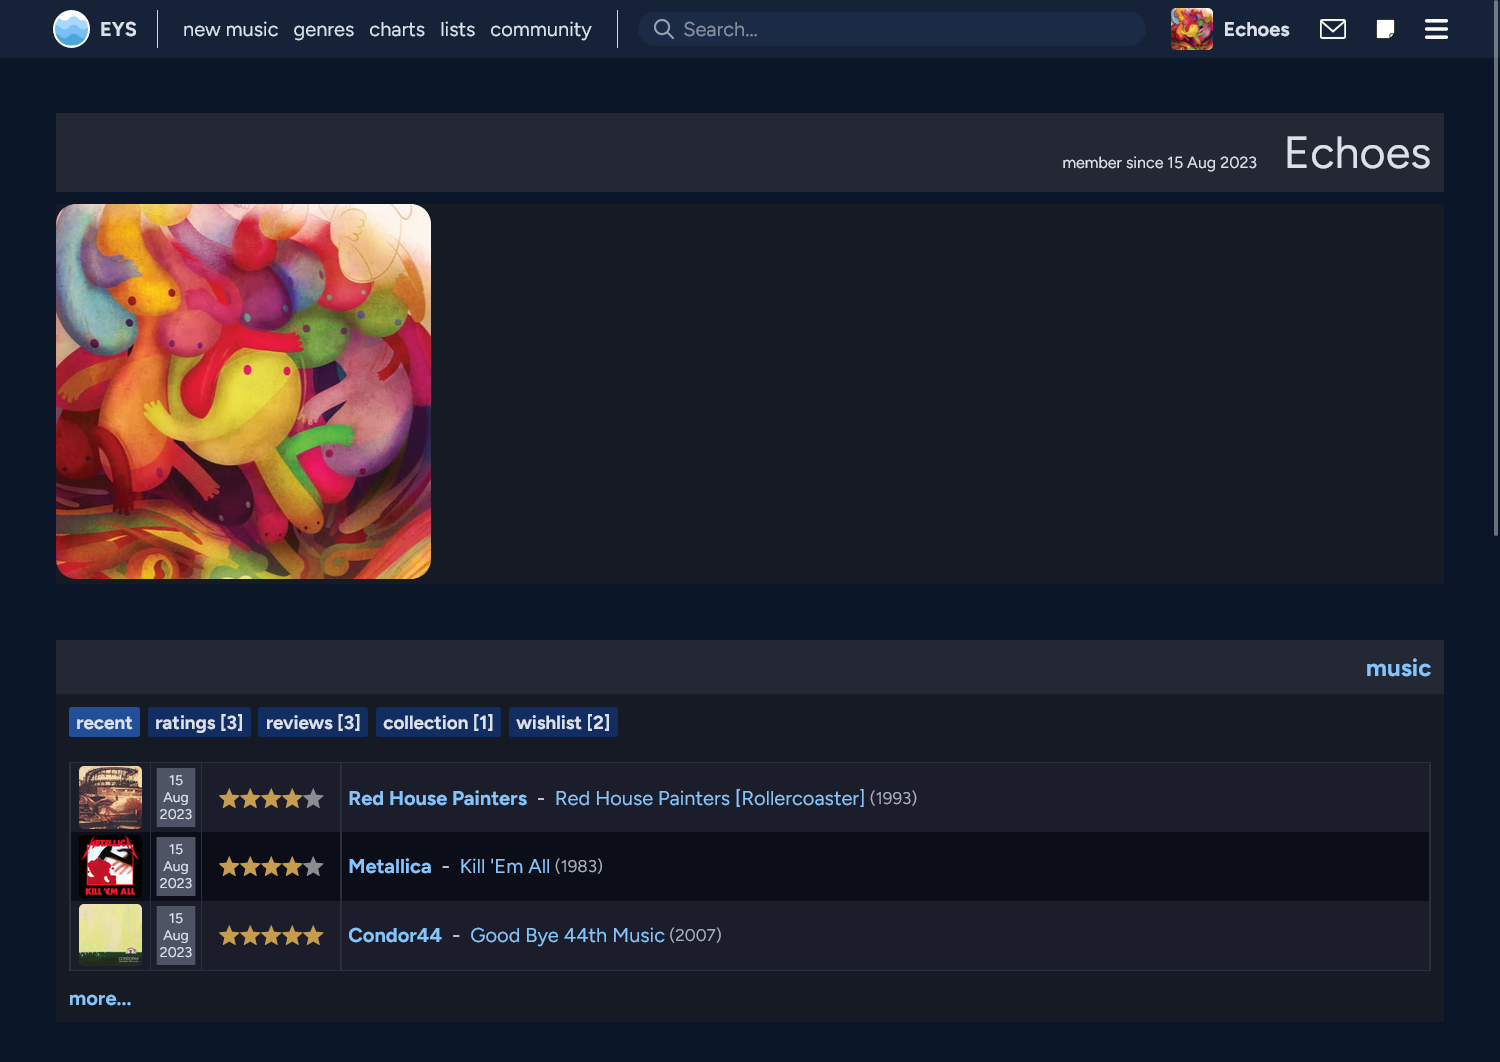 EYS new music genres charts lists community Search... Echoes
member since 15 Aug 2023 Echoes
music
recent ratings [3] reviews [3] collection [1] wishlist [2]
15 Aug 2023 Red House Painters - Red House Painters [Rollercoaster] (1993)
METALLICA KILL 'EM ALL 15 Aug 2023 Metallica - Kill 'Em All (1983)
CONDOR44 15 Aug 2023 Condor44 - Good Bye 44th Music (2007)
more...